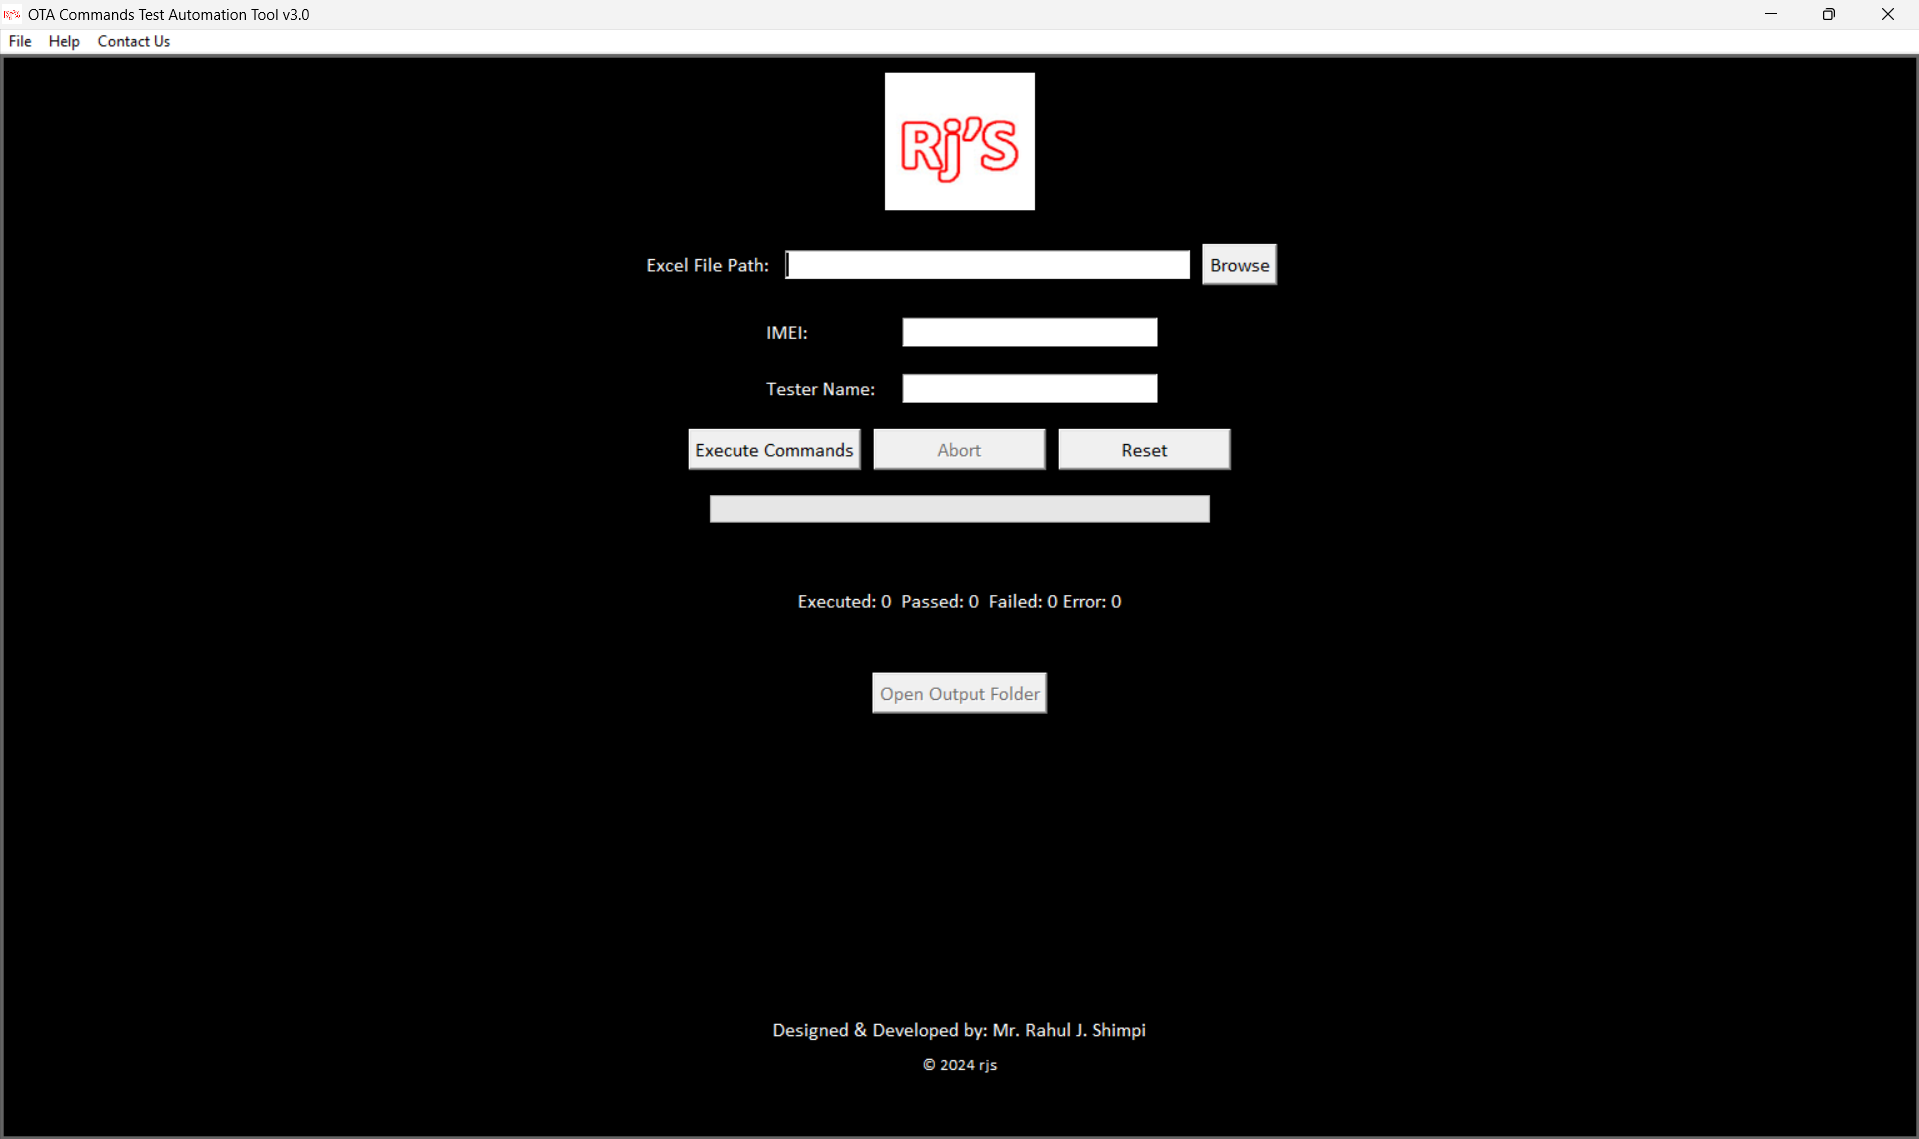 OTA Commands Test Automation Tool v3.0
File Help Contact Us
Rj'S
Excel File Path: Browse
IMEI:
Tester Name:
Execute Commands Abort Reset
Executed: 0 Passed: 0 Failed: 0 Error: 0
Open Output Folder
Designed & Developed by: Mr. Rahul J. Shimpi
© 2024 rjs